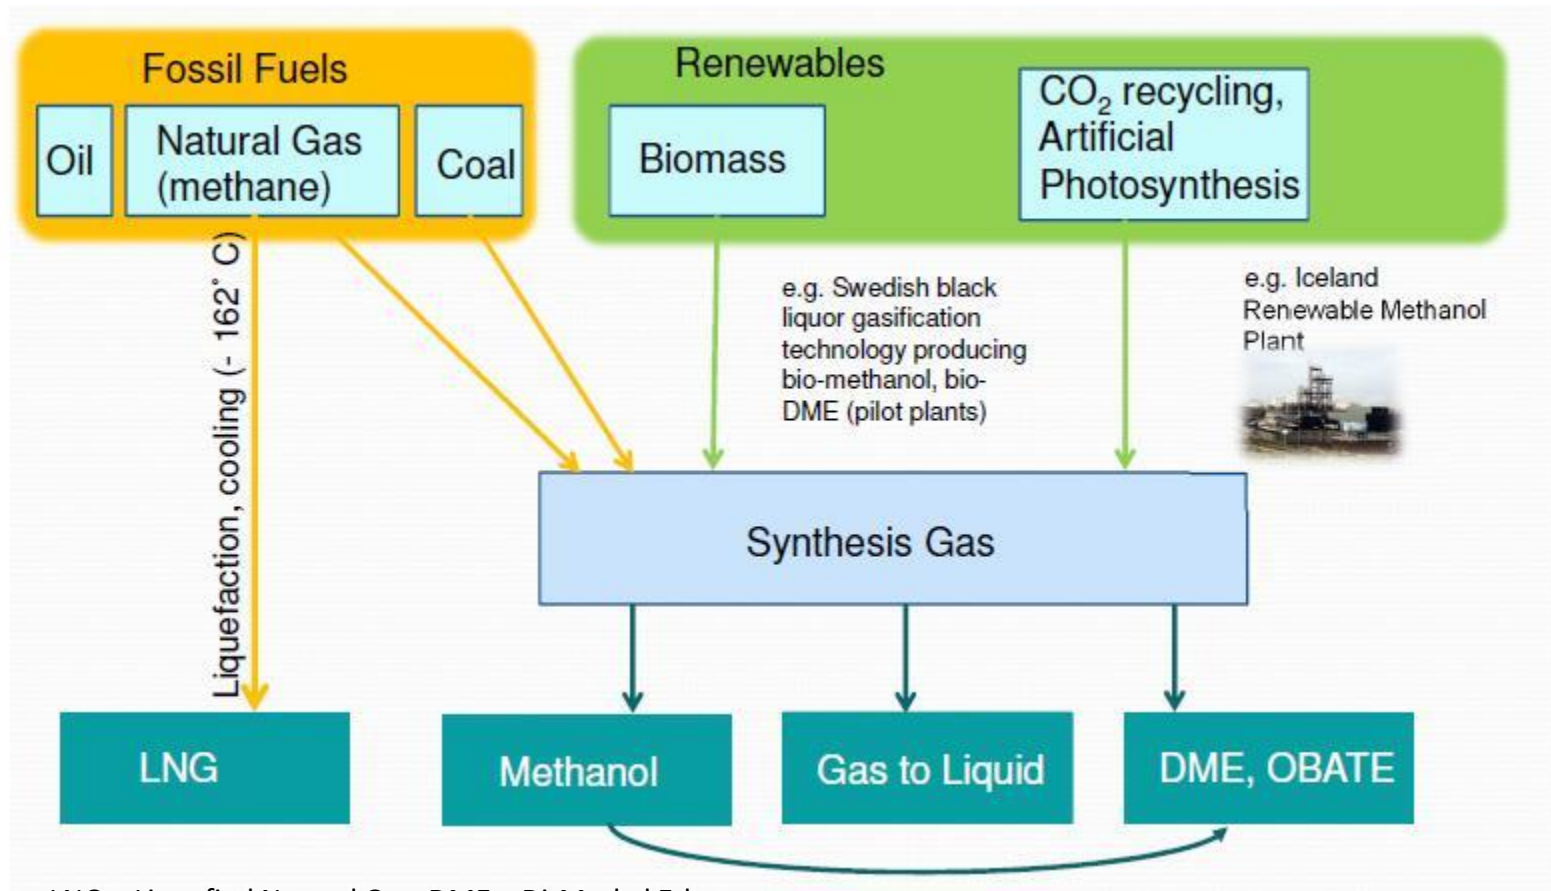 Fossil Fuels
Oil
Natural Gas
(methane)
Coal
Renewables
Biomass
CO₂ recycling,
Artificial
Photosynthesis
Liquefaction, cooling (- 162° C)
e.g. Swedish black
liquor gasification
technology producing
bio-methanol, bio-
DME (pilot plants)
e.g. Iceland
Renewable Methanol
Plant
Synthesis Gas
LNG
Methanol
Gas to Liquid
DME, OBATE